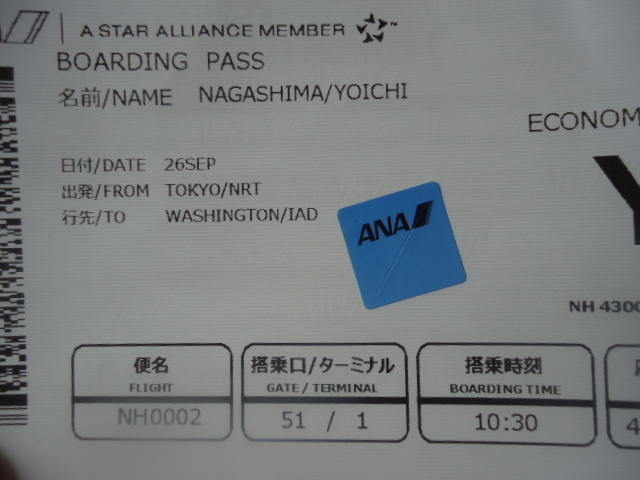 A STAR ALLIANCE MEMBER ™
BOARDING PASS
名前/NAME NAGASHIMA/YOICHI
ECONOM
日付/DATE 26SEP
出発/FROM TOKYO/NRT
行先/TO WASHINGTON/IAD
Y
ANA
NH 4300
便名 搭乗口/ターミナル 搭乗時刻
FLIGHT GATE / TERMINAL BOARDING TIME
NH0002 51 / 1 10:30 4